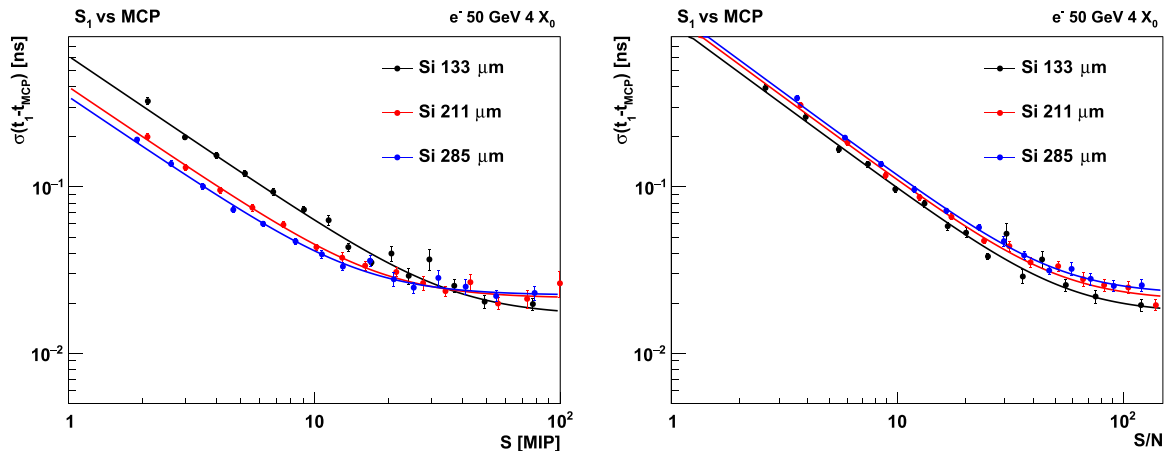 S₁ vs MCP e⁻ 50 GeV 4 X₀
σ(t₁-t_MCP) [ns]
Si 133 μm
Si 211 μm
Si 285 μm
10⁻¹
10⁻²
1 10 10²
S [MIP]
S₁ vs MCP e⁻ 50 GeV 4 X₀
σ(t₁-t_MCP) [ns]
Si 133 μm
Si 211 μm
Si 285 μm
10⁻¹
10⁻²
1 10 10²
S/N